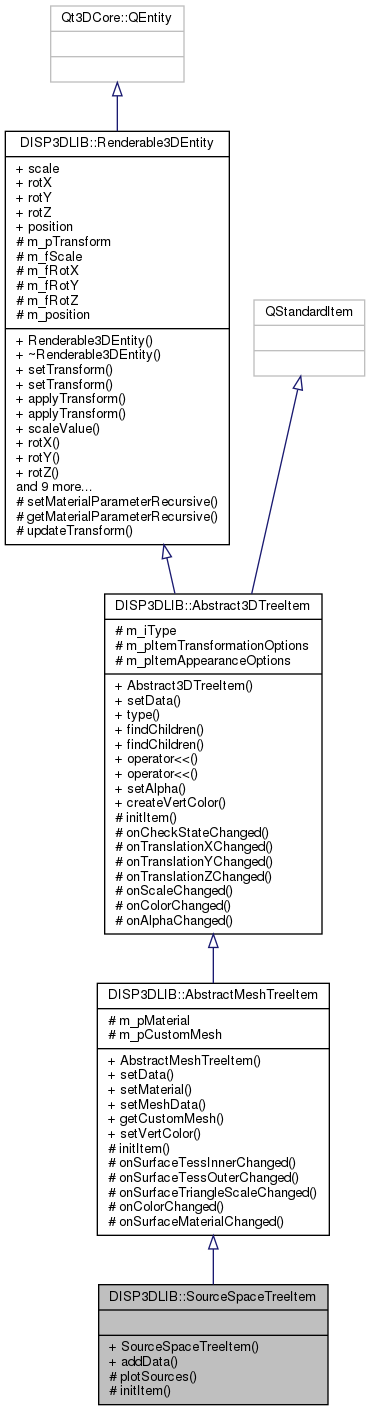 Qt3DCore::QEntity
DISP3DLIB::Renderable3DEntity
+ scale
+ rotX
+ rotY
+ rotZ
+ position
# m_pTransform
# m_fScale
# m_fRotX
# m_fRotY
# m_fRotZ
# m_position
+ Renderable3DEntity()
+ ~Renderable3DEntity()
+ setTransform()
+ setTransform()
+ applyTransform()
+ applyTransform()
+ scaleValue()
+ rotX()
+ rotY()
+ rotZ()
and 9 more...
# setMaterialParameterRecursive()
# getMaterialParameterRecursive()
# updateTransform()
QStandardItem
DISP3DLIB::Abstract3DTreeItem
# m_iType
# m_pItemTransformationOptions
# m_pItemAppearanceOptions
+ Abstract3DTreeItem()
+ setData()
+ type()
+ findChildren()
+ findChildren()
+ operator<<()
+ operator<<()
+ setAlpha()
+ createVertColor()
# initItem()
# onCheckStateChanged()
# onTranslationXChanged()
# onTranslationYChanged()
# onTranslationZChanged()
# onScaleChanged()
# onColorChanged()
# onAlphaChanged()
DISP3DLIB::AbstractMeshTreeItem
# m_pMaterial
# m_pCustomMesh
+ AbstractMeshTreeItem()
+ setData()
+ setMaterial()
+ setMeshData()
+ getCustomMesh()
+ setVertColor()
# initItem()
# onSurfaceTessInnerChanged()
# onSurfaceTessOuterChanged()
# onSurfaceTriangleScaleChanged()
# onColorChanged()
# onSurfaceMaterialChanged()
DISP3DLIB::SourceSpaceTreeItem
+ SourceSpaceTreeItem()
+ addData()
# plotSources()
# initItem()